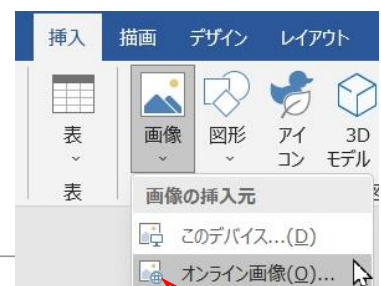 挿入 描画 デザイン レイアウト
表 画像 図形 アイコン 3D モデル
表
画像の挿入元
このデバイス...(D)
オンライン画像(O)...